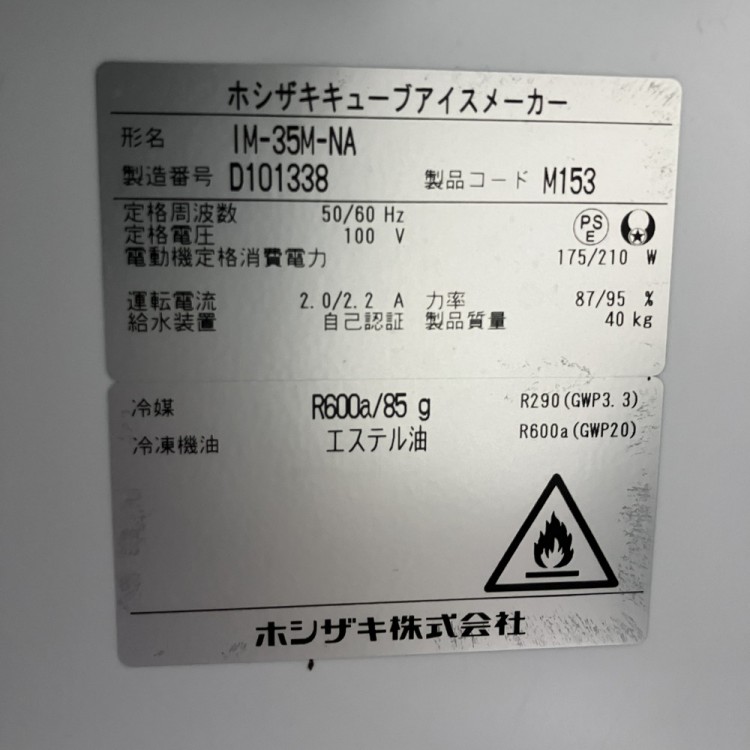 ホシザキキューブアイスメーカー
形名 IM-35M-NA
製造番号 D101338 製品コード M153
定格周波数 50/60 Hz
定格電圧 100 V
PS E
電動機定格消費電力 175/210 W
運転電流 2.0/2.2 A 力率 87/95 %
給水装置 自己認証 製品質量 40 kg
冷媒 R600a/85 g R290(GWP3.3)
冷凍機油 エステル油 R600a(GWP20)
ホシザキ株式会社